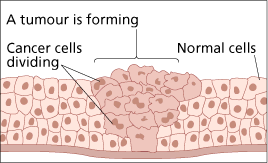 A tumour is forming
Cancer cells
dividing
Normal cells